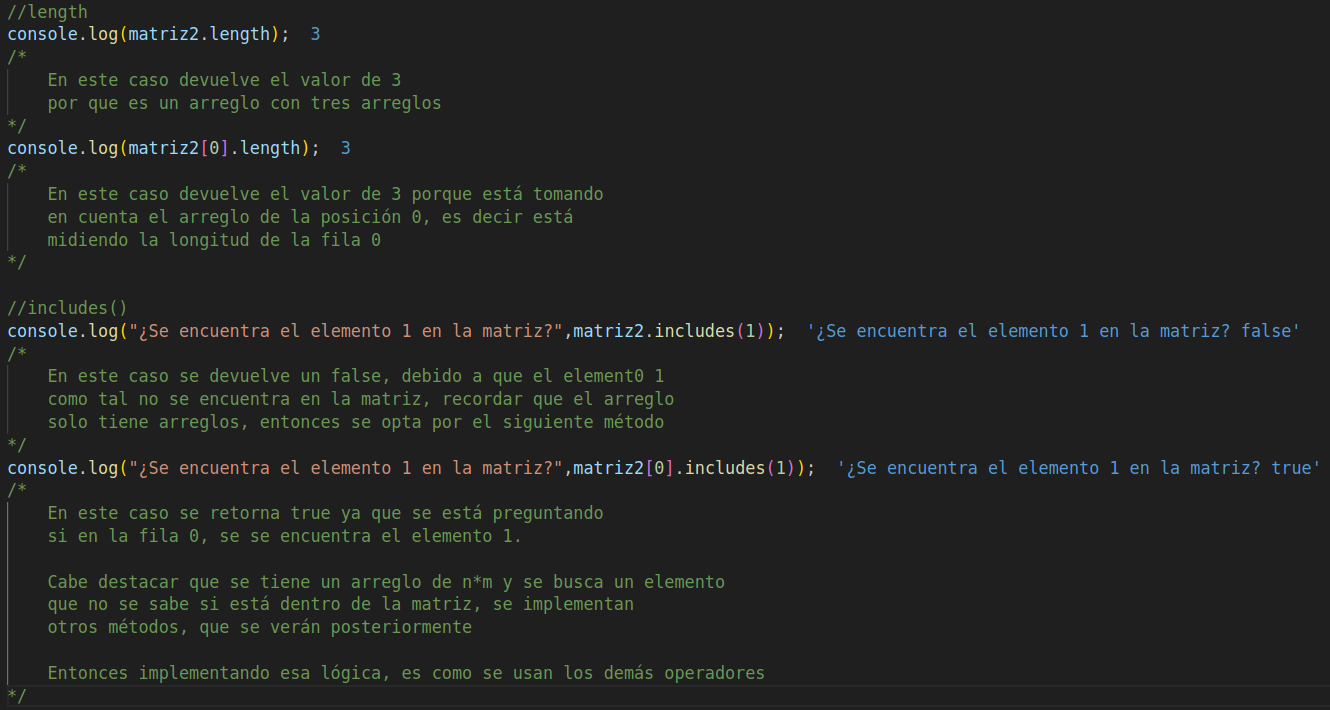 //length
console.log(matriz2.length);  3
/*
    En este caso devuelve el valor de 3
    por que es un arreglo con tres arreglos
*/
console.log(matriz2[0].length);  3
/*
    En este caso devuelve el valor de 3 porque está tomando
    en cuenta el arreglo de la posición 0, es decir está
    midiendo la longitud de la fila 0
*/

//includes()
console.log("¿Se encuentra el elemento 1 en la matriz?",matriz2.includes(1));  '¿Se encuentra el elemento 1 en la matriz? false'
/*
    En este caso se devuelve un false, debido a que el element0 1
    como tal no se encuentra en la matriz, recordar que el arreglo
    solo tiene arreglos, entonces se opta por el siguiente método
*/
console.log("¿Se encuentra el elemento 1 en la matriz?",matriz2[0].includes(1));  '¿Se encuentra el elemento 1 en la matriz? true'
/*
    En este caso se retorna true ya que se está preguntando
    si en la fila 0, se se encuentra el elemento 1.

    Cabe destacar que se tiene un arreglo de n*m y se busca un elemento
    que no se sabe si está dentro de la matriz, se implementan
    otros métodos, que se verán posteriormente

    Entonces implementando esa lógica, es como se usan los demás operadores
*/